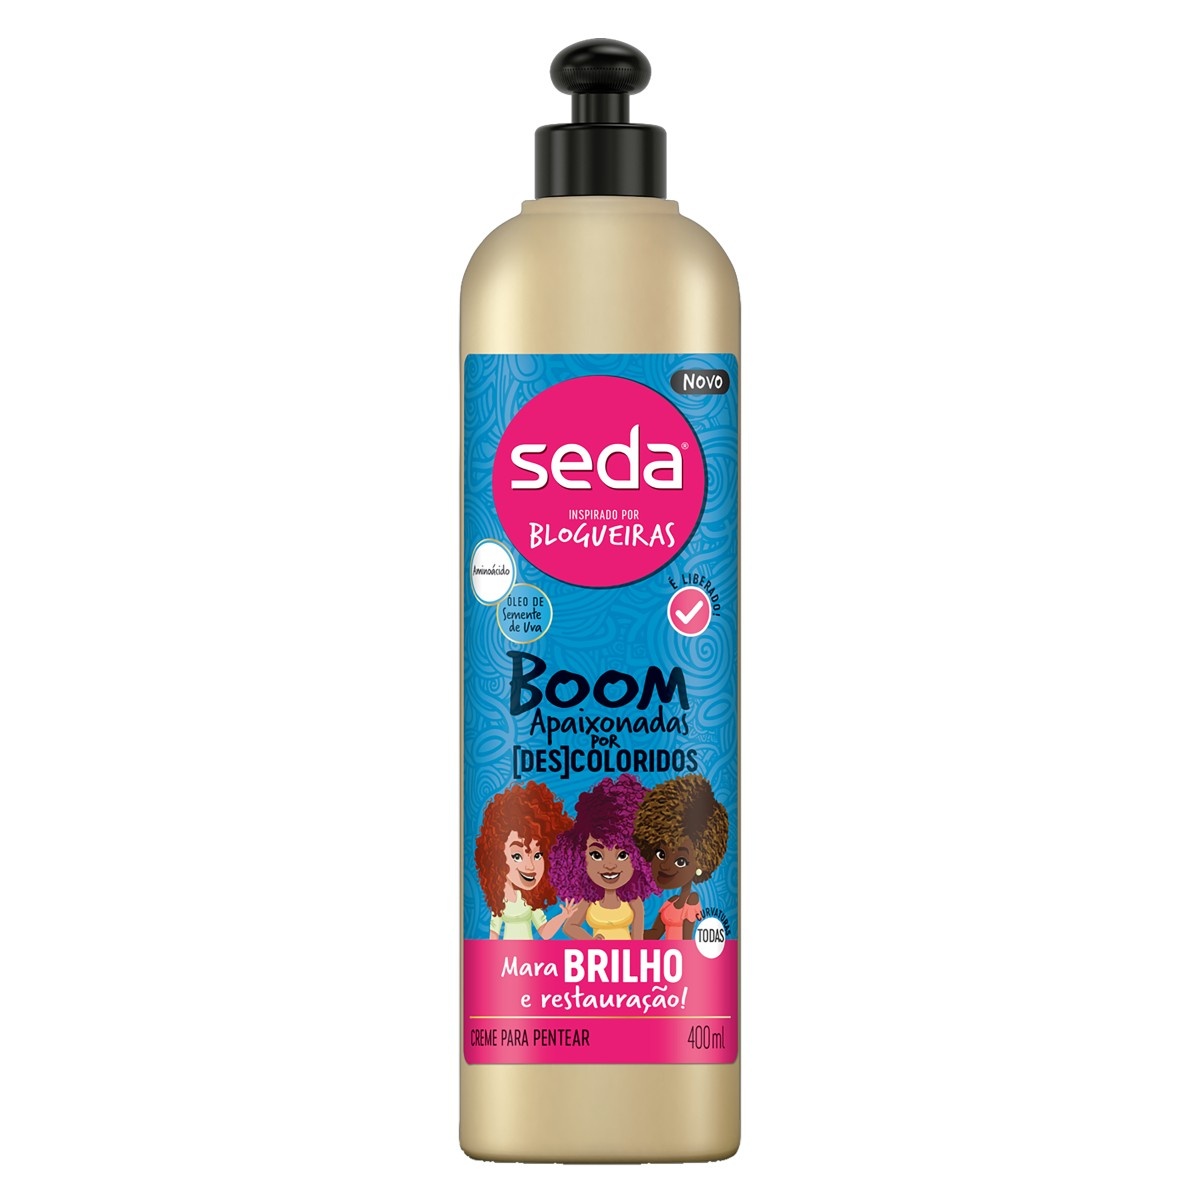 NOVO
seda®
INSPIRADO POR
BLOGUEIRAS
Aminoácido
ÓLEO DE
Semente
de Uva
É LIBERADO!
BOOM
Apaixonadas
POR
[DES]COLORIDOS
CURVATURAS
TODAS
Mara BRILHO
e restauração!
CREME PARA PENTEAR
400ml